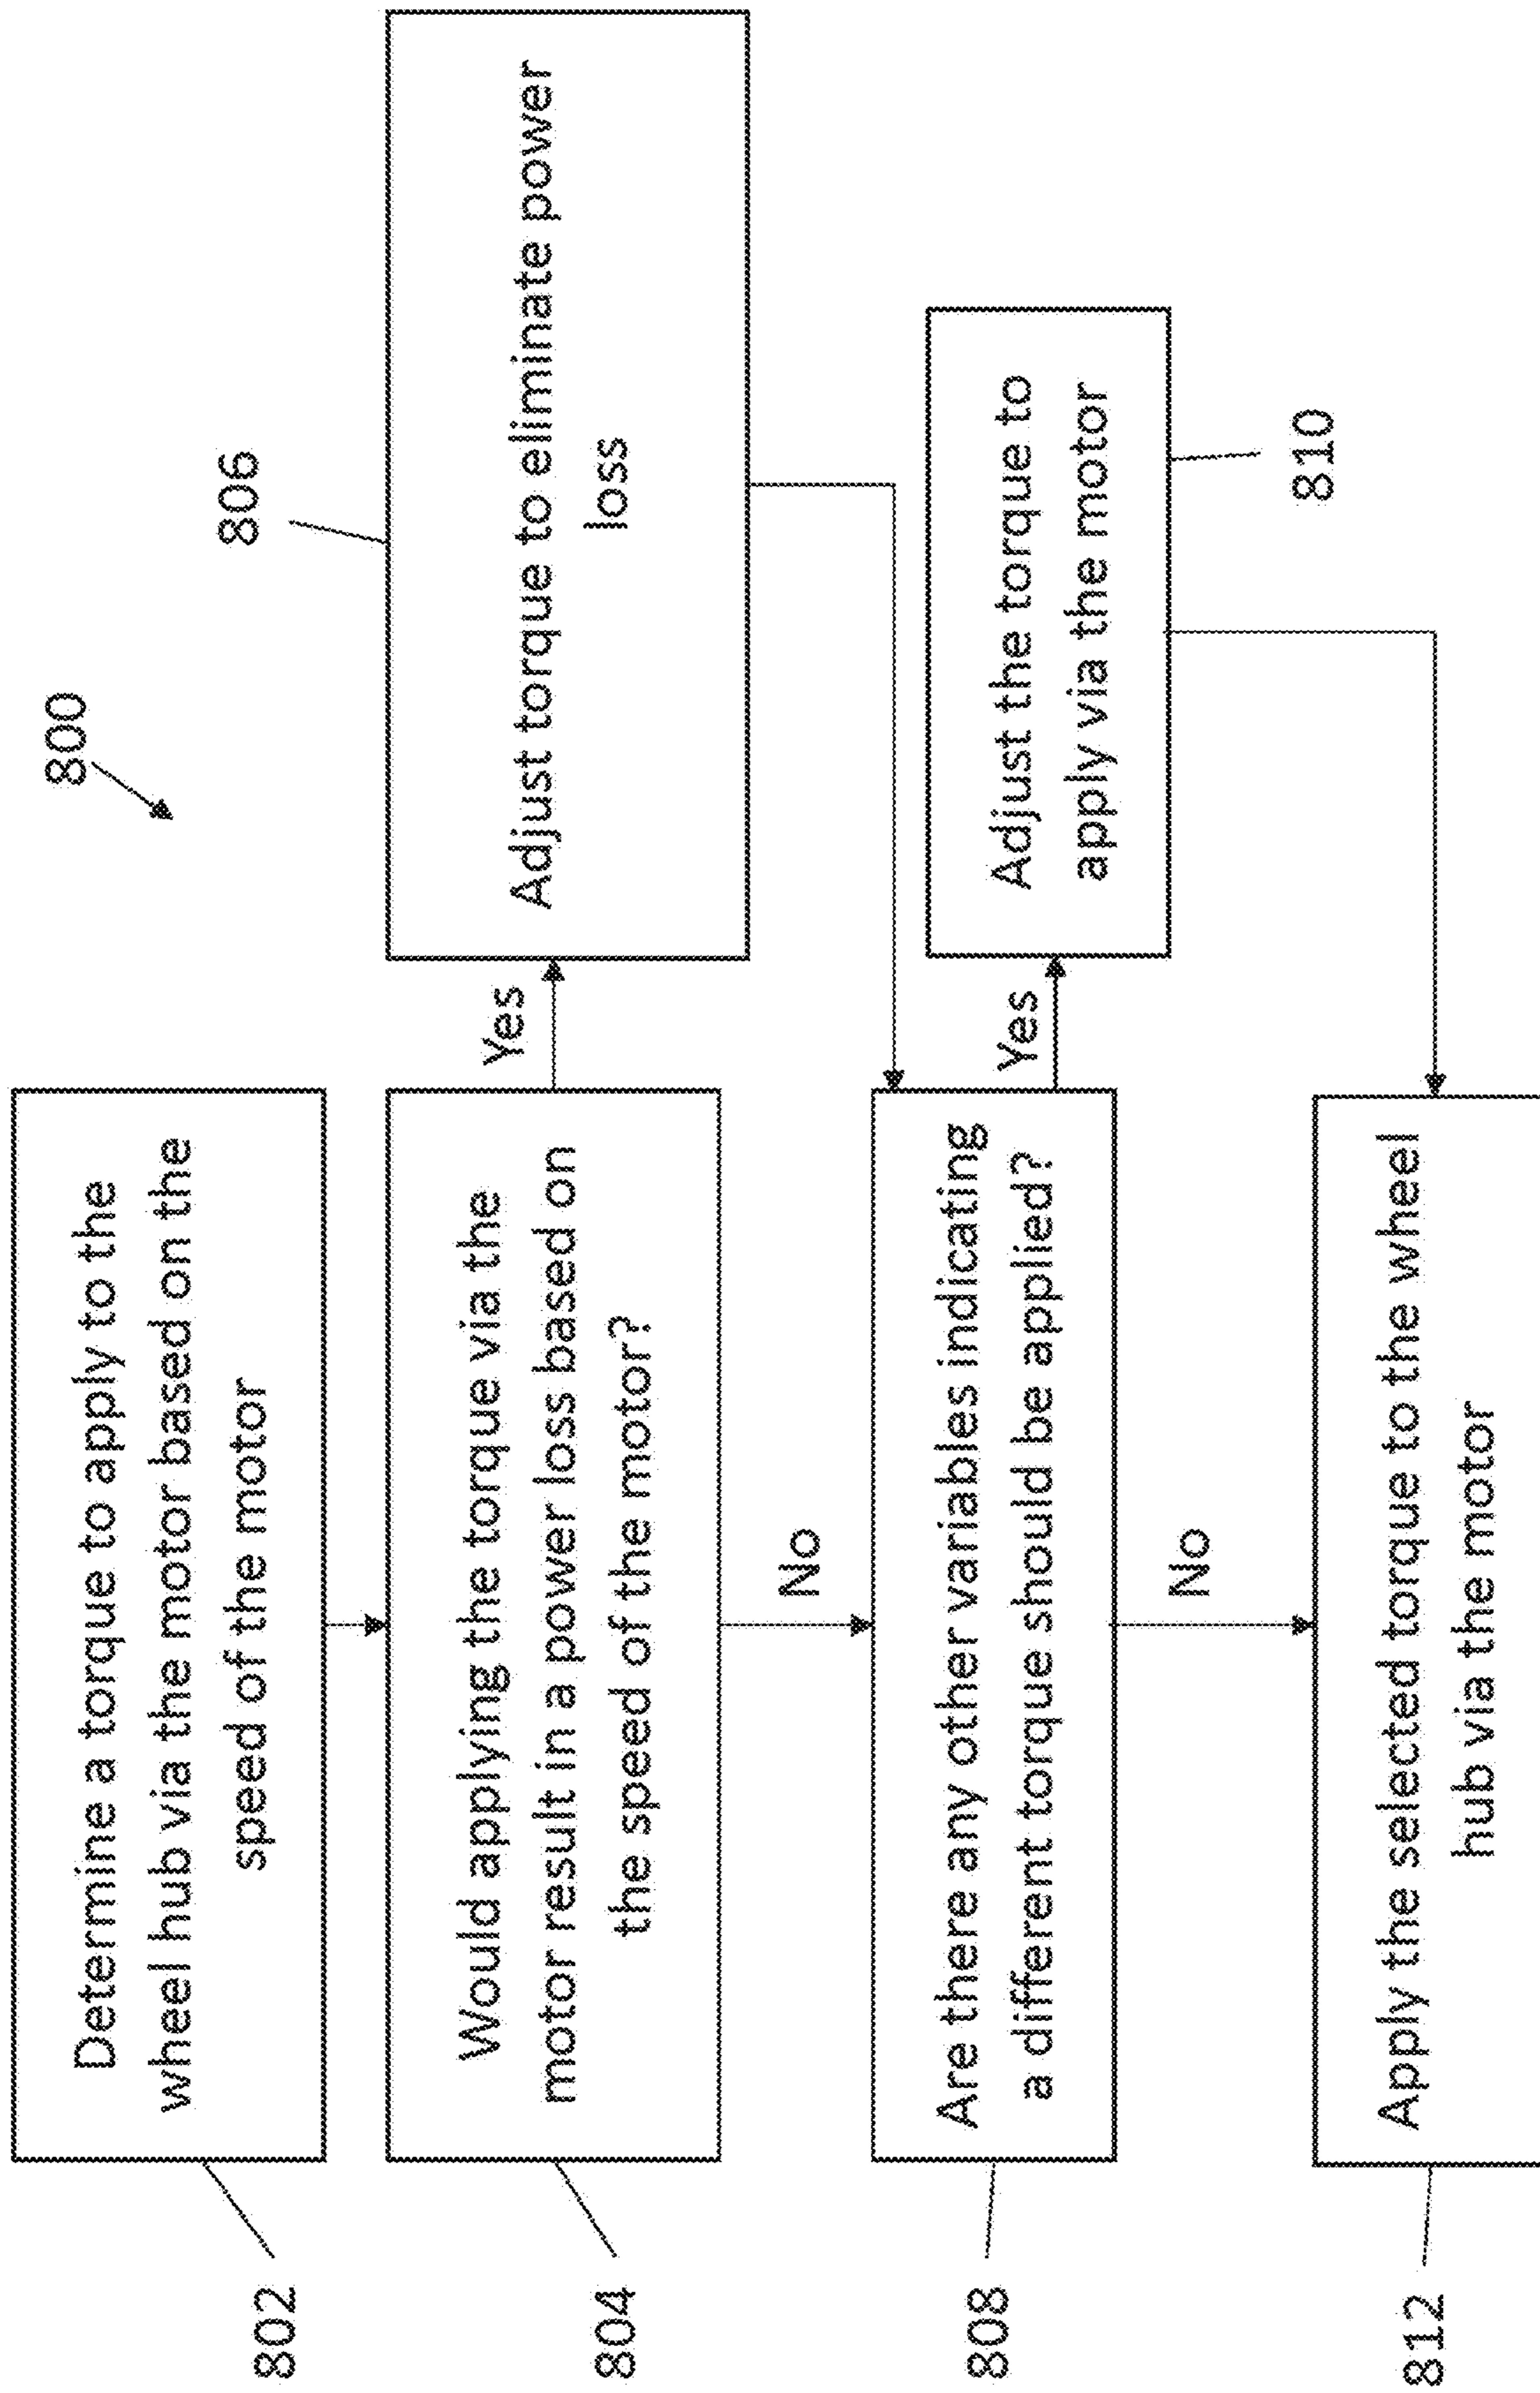 800
802
Determine a torque to apply to the
wheel hub via the motor based on the
speed of the motor
804
Would applying the torque via the
motor result in a power loss based on
the speed of the motor?
Yes
806
Adjust torque to eliminate power
loss
No
808
Are there any other variables indicating
a different torque should be applied?
Yes
Adjust the torque to
apply via the motor
810
No
812
Apply the selected torque to the wheel
hub via the motor